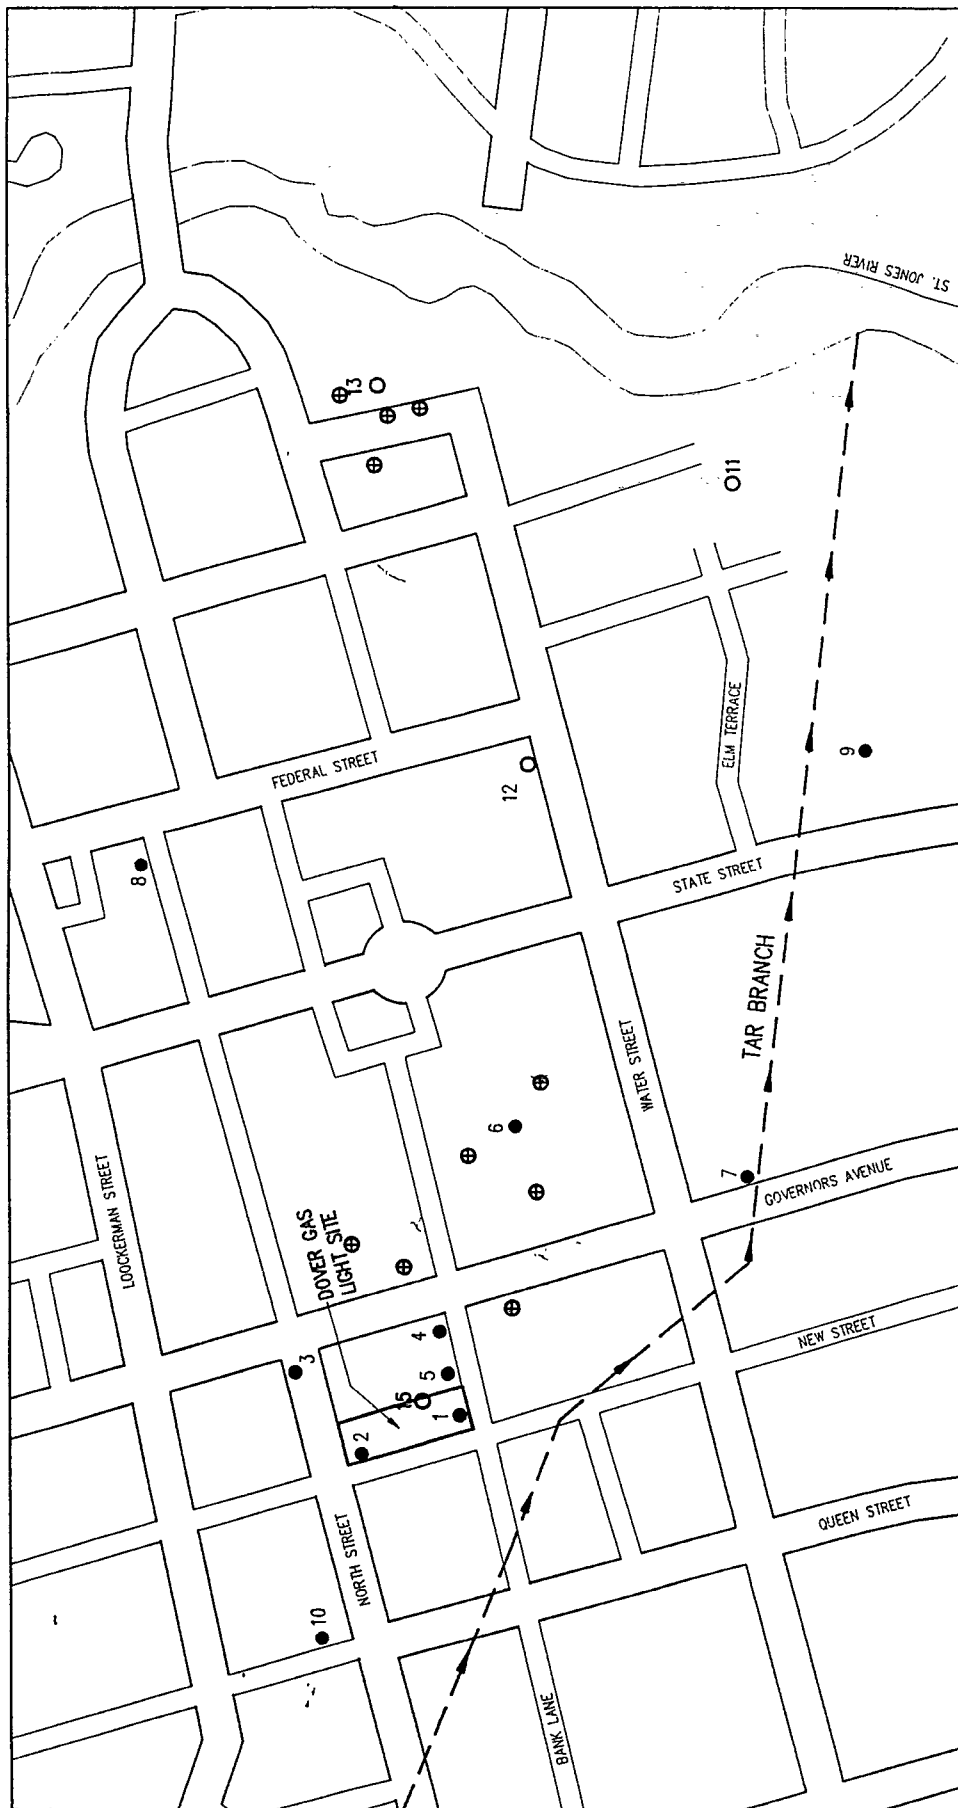 ST. JONES RIVER
13
11
ELM TERRACE
9
FEDERAL STREET
12
8
STATE STREET
TAR BRANCH
WATER STREET
6
7
GOVERNORS AVENUE
LOOCKERMAN STREET
DOVER GAS
LIGHT SITE
NEW STREET
3
4
5
15
1
2
QUEEN STREET
NORTH STREET
10
BANK LANE